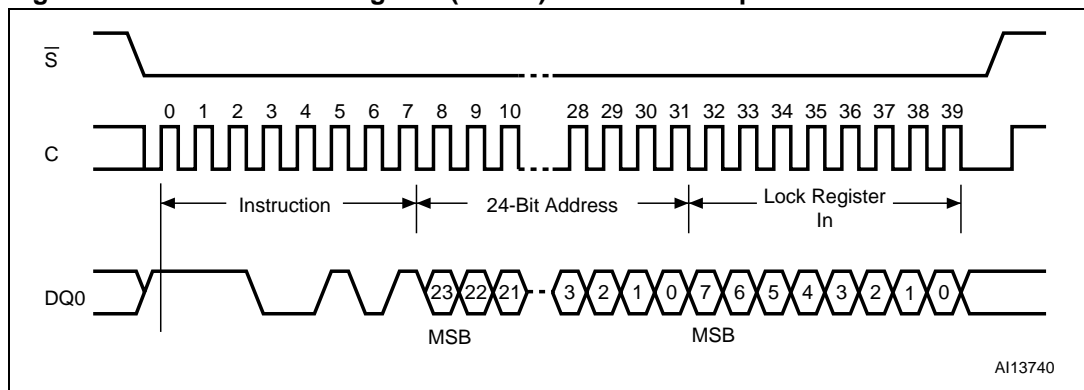 S
0 1 2 3 4 5 6 7 8 9 10 28 29 30 31 32 33 34 35 36 37 38 39
C
Instruction 24-Bit Address Lock Register
In
DQ0 23 22 21 3 2 1 0 7 6 5 4 3 2 1 0
MSB MSB
AI13740